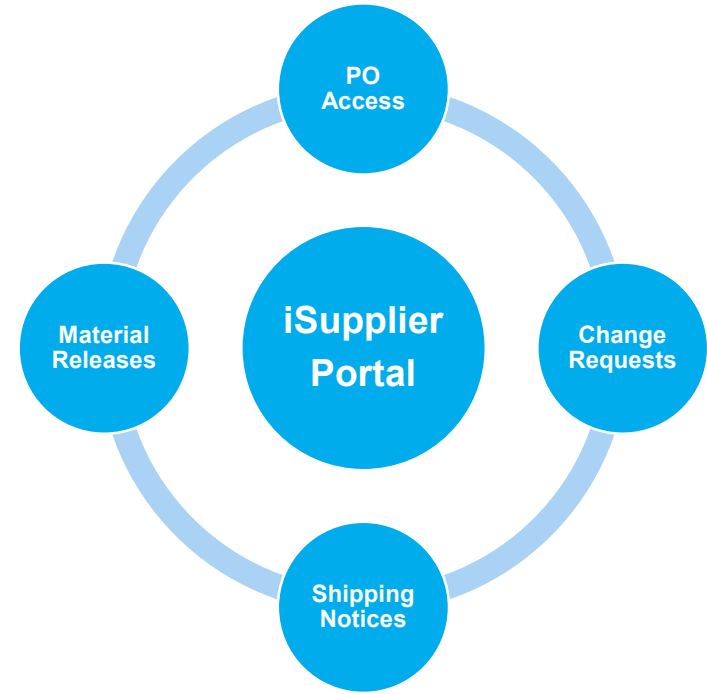 PO
Access
Material
Releases
iSupplier
Portal
Change
Requests
Shipping
Notices